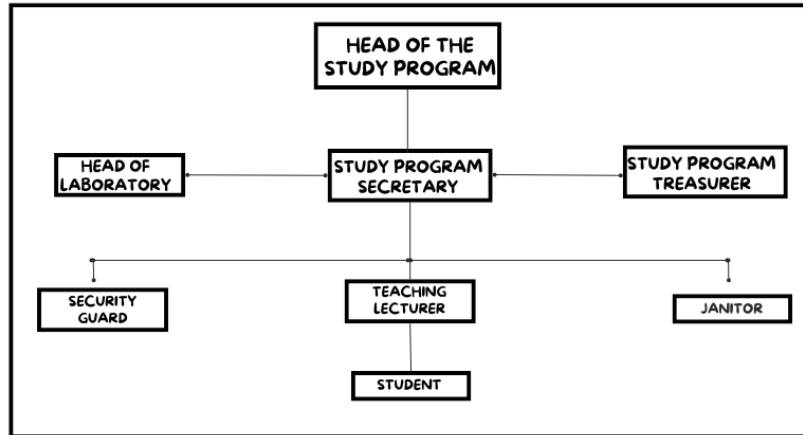 HEAD OF THE
STUDY PROGRAM
HEAD OF
LABORATORY
STUDY PROGRAM
SECRETARY
STUDY PROGRAM
TREASURER
SECURITY
GUARD
TEACHING
LECTURER
JANITOR
STUDENT